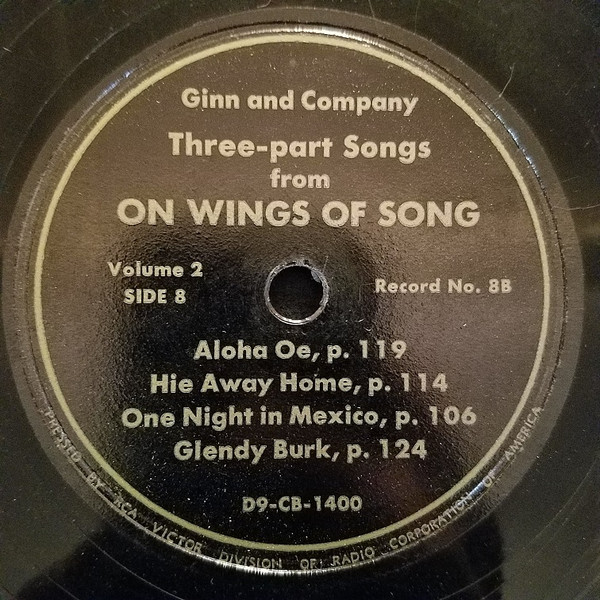 Ginn and Company
Three-part Songs
from
ON WINGS OF SONG
Volume 2
SIDE 8
Record No. 8B
Aloha Oe, p. 119
Hie Away Home, p. 114
One Night in Mexico, p. 106
Glendy Burk, p. 124
D9-CB-1400
PRESSED BY RCA VICTOR DIVISION OF RADIO CORPORATION OF AMERICA